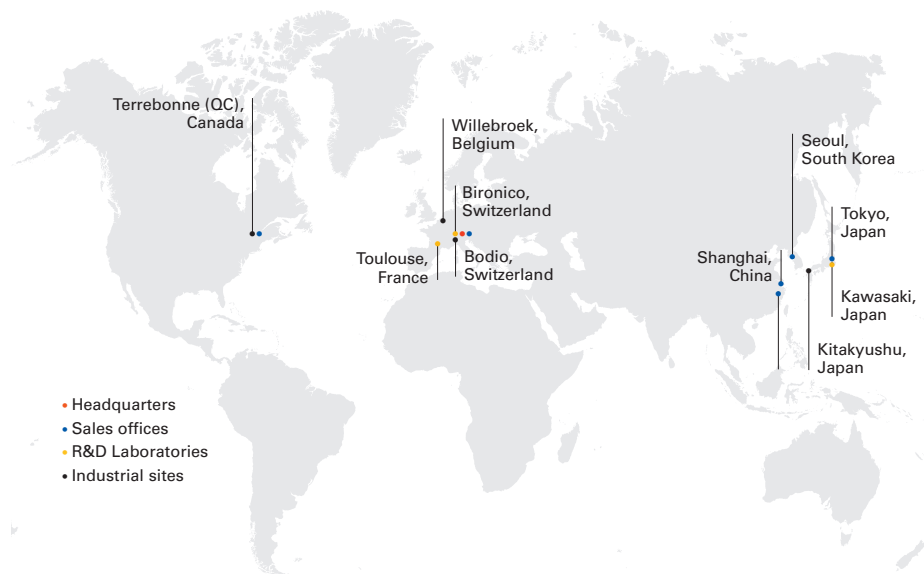 Terrebonne (QC),
Canada
Willebroek,
Belgium
Seoul,
South Korea
Bironico,
Switzerland
Tokyo,
Japan
Toulouse,
France
Bodio,
Switzerland
Shanghai,
China
Kawasaki,
Japan
Kitakyushu,
Japan
Headquarters
Sales offices
R&D Laboratories
Industrial sites